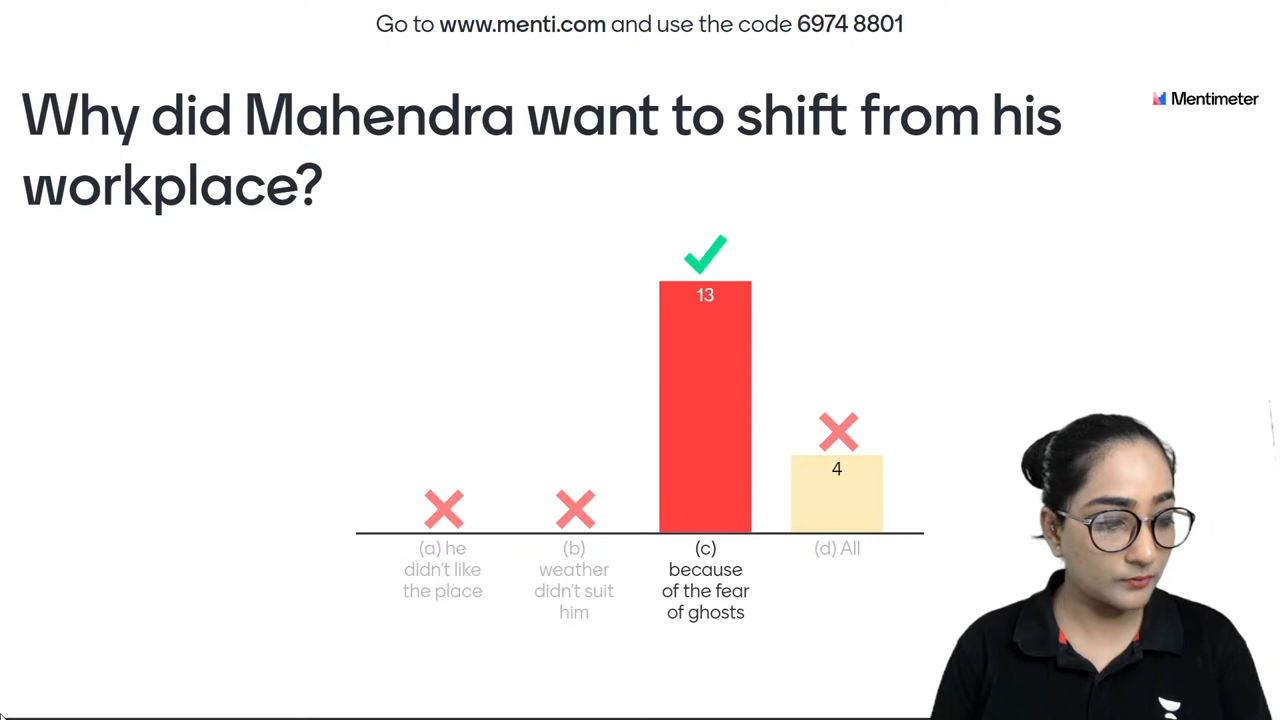 Go to www.menti.com and use the code 6974 8801
Why did Mahendra want to shift from his
workplace?
Mentimeter
13
4
(a) he
didn't like
the place
(b)
weather
didn't suit
him
(c)
because
of the fear
of ghosts
(d) All